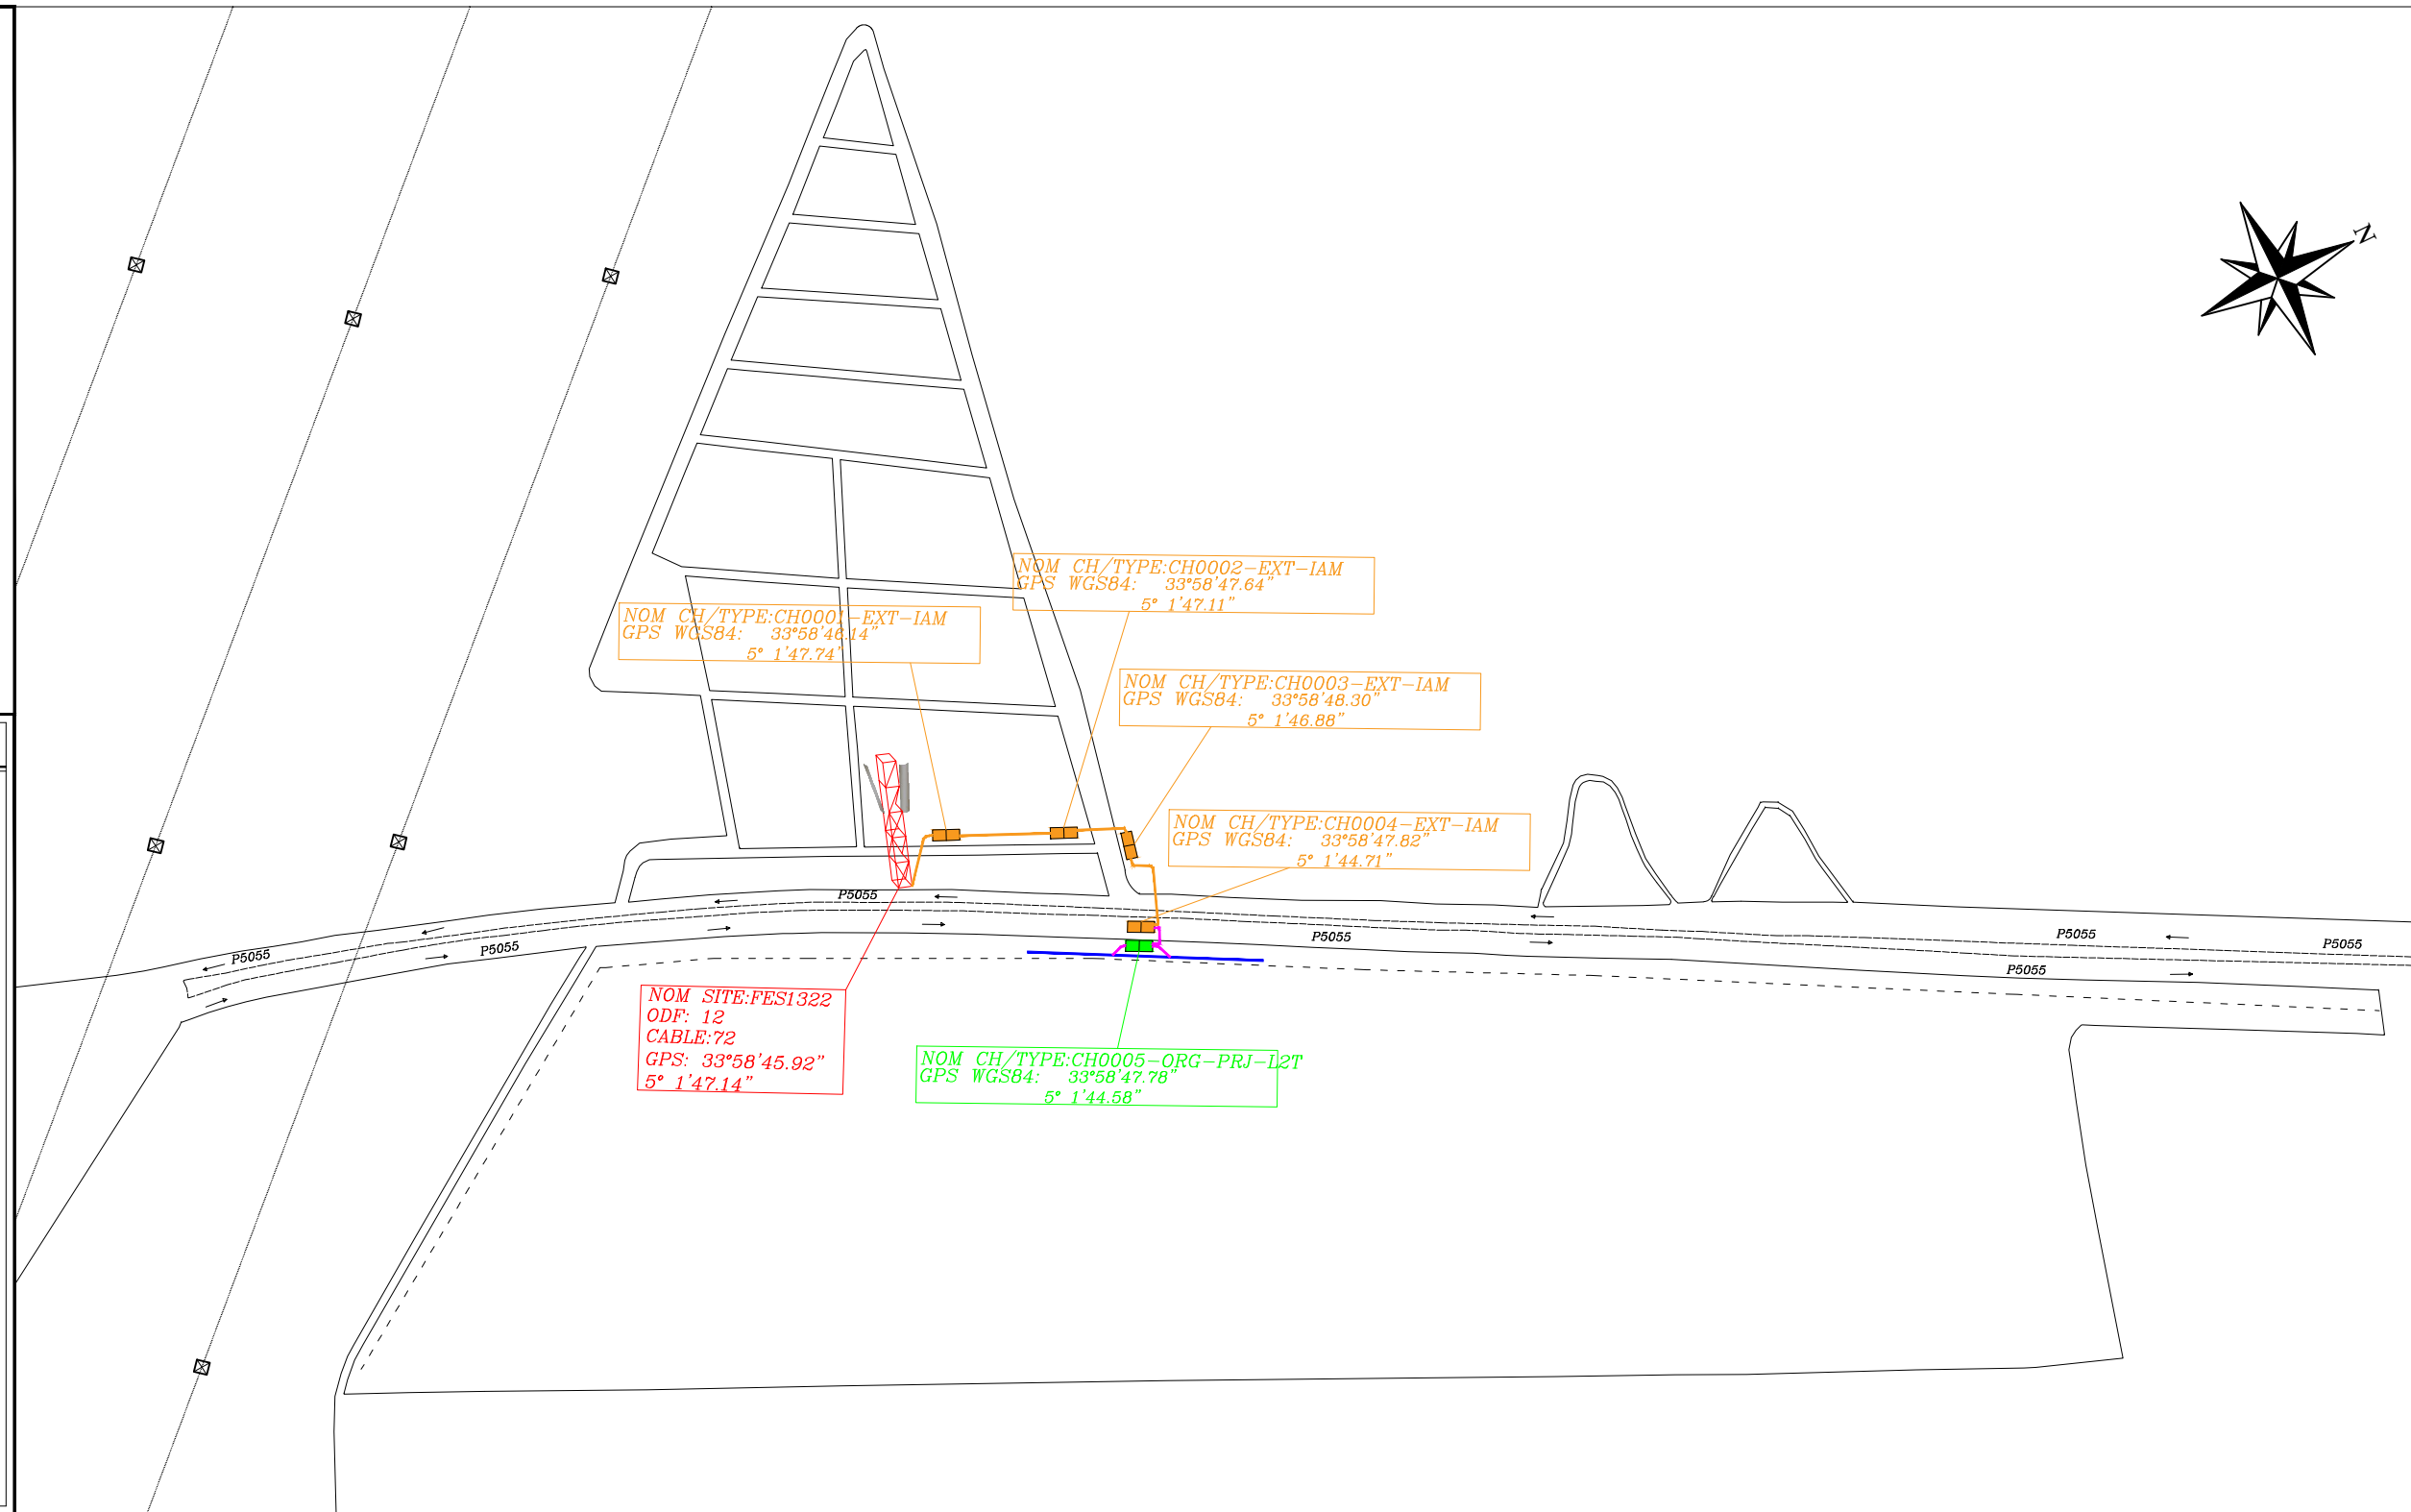 N
NOM CH/TYPE:CH0002-EXT-IAM
GPS WGS84: 33°58'47.64"
5° 1'47.11"
NOM CH/TYPE:CH0001-EXT-IAM
GPS WGS84: 33°58'46.14"
5° 1'47.74"
NOM CH/TYPE:CH0003-EXT-IAM
GPS WGS84: 33°58'48.30"
5° 1'46.88"
NOM CH/TYPE:CH0004-EXT-IAM
GPS WGS84: 33°58'47.82"
5° 1'44.71"
P5055
P5055
P5055
P5055
P5055
P5055
P5055
NOM SITE:FES1322
ODF: 12
CABLE:72
GPS: 33°58'45.92"
5° 1'47.14"
NOM CH/TYPE:CH0005-ORG-PRJ-L2T
GPS WGS84: 33°58'47.78"
5° 1'44.58"